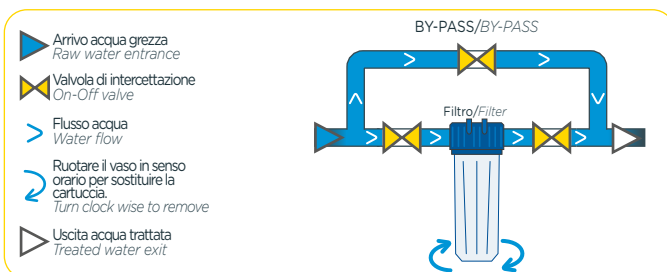 Arrivo acqua grezza
Raw water entrance
Valvola di intercettazione
On-Off valve
Flusso acqua
Water flow
Ruotare il vaso in senso
orario per sostituire la
cartuccia.
Turn clock wise to remove
Uscita acqua trattata
Treated water exit
BY-PASS/BY-PASS
Filtro/Filter